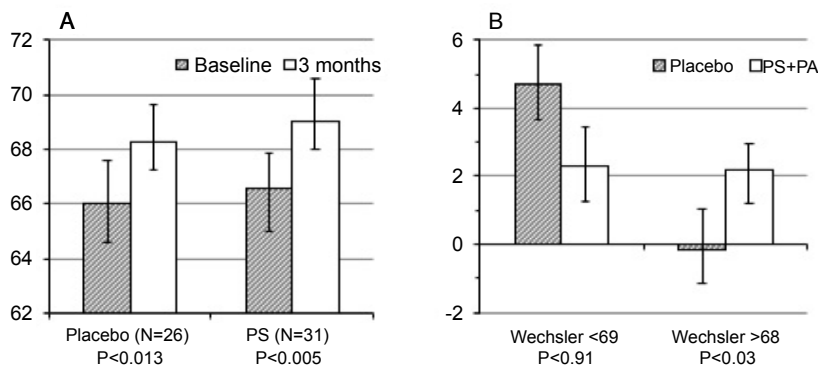 A
72
70
68
66
64
62
Baseline 3 months
Placebo (N=26) PS (N=31)
P<0.013 P<0.005
B
6
4
2
0
-2
Placebo PS+PA
Wechsler <69 Wechsler >68
P<0.91 P<0.03